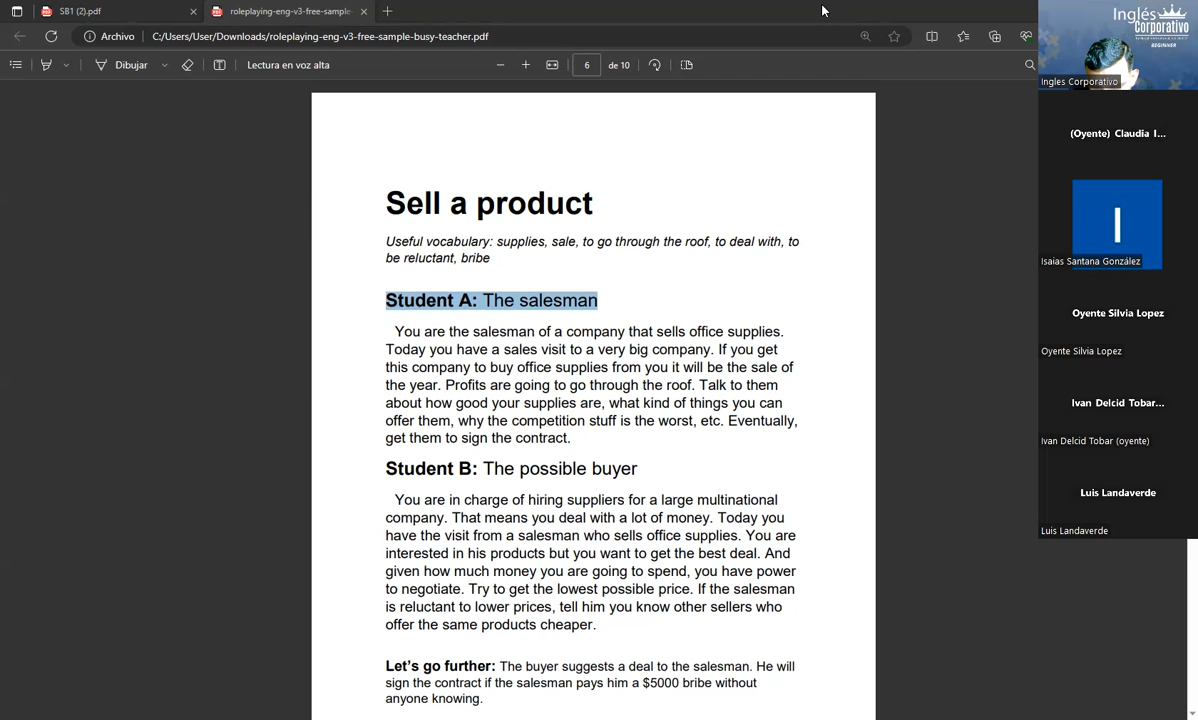 SB1 (2).pdf
roleplaying-eng-v3-free-sample-
Archivo
C:/Users/User/Downloads/roleplaying-eng-v3-free-sample-busy-teacher.pdf
Dibujar
Lectura en voz alta
6
de 10
Sell a product
Useful vocabulary: supplies, sale, to go through the roof, to deal with, to
be reluctant, bribe
Student A: The salesman
You are the salesman of a company that sells office supplies.
Today you have a sales visit to a very big company. If you get
this company to buy office supplies from you it will be the sale of
the year. Profits are going to go through the roof. Talk to them
about how good your supplies are, what kind of things you can
offer them, why the competition stuff is the worst, etc. Eventually,
get them to sign the contract.
Student B: The possible buyer
You are in charge of hiring suppliers for a large multinational
company. That means you deal with a lot of money. Today you
have the visit from a salesman who sells office supplies. You are
interested in his products but you want to get the best deal. And
given how much money you are going to spend, you have power
to negotiate. Try to get the lowest possible price. If the salesman
is reluctant to lower prices, tell him you know other sellers who
offer the same products cheaper.
Let's go further: The buyer suggests a deal to the salesman. He will
sign the contract if the salesman pays him a $5000 bribe without
anyone knowing.
Inglés
Corporativo
BEGINNER
Ingles Corporativo
(Oyente) Claudia I...
I
Isaias Santana González
Oyente Silvia Lopez
Oyente Silvia Lopez
Ivan Delcid Tobar...
Ivan Delcid Tobar (oyente)
Luis Landaverde
Luis Landaverde